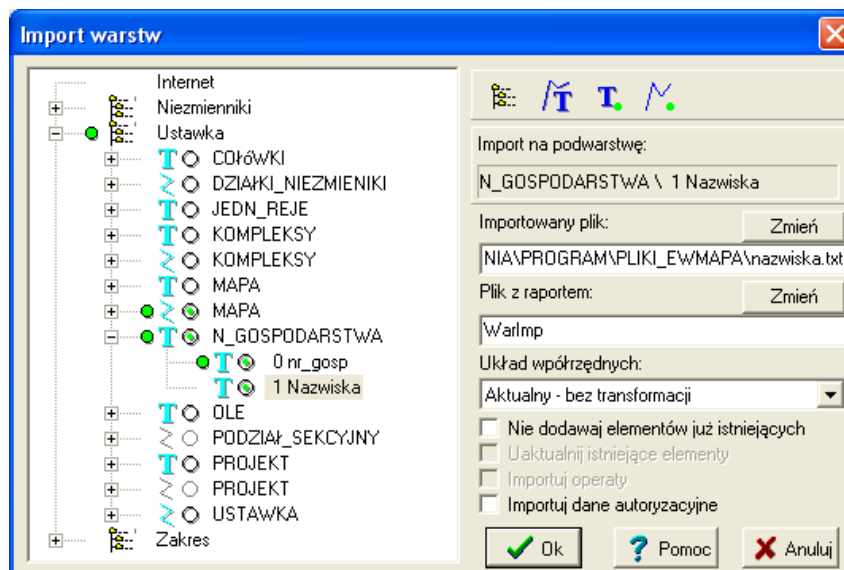 Import warstw
Internet
Niezmienniki
Ustawka
COłóWKI
DZIAłKI_NIEZMIENIKI
JEDN_REJE
KOMPLEKSY
KOMPLEKSY
MAPA
MAPA
N_GOSPODARSTWA
0 nr_gosp
1 Nazwiska
OLE
PODZIAł_SEKCYJNY
PROJEKT
PROJEKT
USTAWKA
Zakres
Import na podwarstwę:
N_GOSPODARSTWA \ 1 Nazwiska
Importowany plik:
Zmień
NIA\PROGRAM\PLIKI_EWMAPA\nazwiska.txt
Plik z raportem:
Zmień
WarImp
Układ wpółrzędnych:
Aktualny - bez transformacji
Nie dodawaj elementów już istniejących
Uaktualnij istniejące elementy
Importuj operaty
Importuj dane autoryzacyjne
Ok
Pomoc
Anuluj